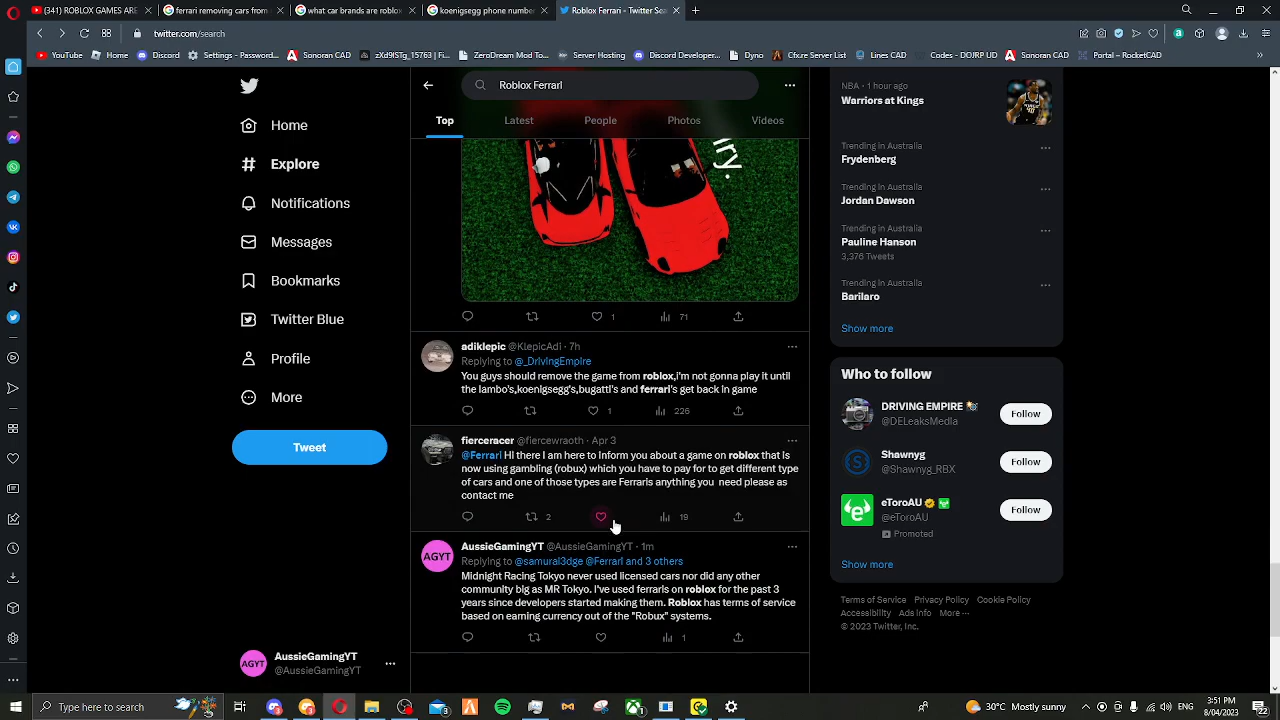 (341) ROBLOX GAMES ARE
ferrari removing cars from
what car brands are roblox
koenigsegg phone number
Roblox Ferrari - Twitter Sea
twitter.com/search
YouTube
Home
Discord
Settings - Password...
Sonoran CD
zXd9ISTg_15763 | Fi...
DreamDem Mod To...
Server Hosting
Discord Developer...
Dyno
Cfx.re Server List
Lines CAD
Codes - DOJRP UD
Sonoran CAD
Portal - RocketCAD
Roblox Ferrari
Top
Latest
People
Photos
Videos
Home
Explore
Notifications
Messages
Bookmarks
Twitter Blue
Profile
More
Tweet
AussieGamingYT
@AussieGamingYT
AGYT
iry.
1
71
adiklepic @KlepicAdi · 7h
Replying to @_DrivingEmpire
You guys should remove the game from roblox,i'm not gonna play it until
the lambo's,koenigsegg's,bugatti's and ferrari's get back in game
1
226
fierceracer @fiercewraoth · Apr 3
@Ferrari Hi there I am here to inform you about a game on roblox that is
now using gambling (robux) which you have to pay for to get different type
of cars and one of those types are Ferraris anything you need please as
contact me
2
19
AGYT
AussieGamingYT @AussieGamingYT · 1m
Replying to @samurai3dge @Ferrari and 3 others
Midnight Racing Tokyo never used licensed cars nor did any other
community big as MR Tokyo. I've used ferraris on roblox for the past 3
years since developers started making them. Roblox has terms of service
based on earning currency out of the "Robux" systems.
1
NBA · 1 hour ago
Warriors at Kings
Trending in Australia
Frydenberg
Trending in Australia
Jordan Dawson
Trending in Australia
Pauline Hanson
3,376 Tweets
Trending in Australia
Barilaro
Show more
Who to follow
DRIVING EMPIRE
@DELeaksMedia
Follow
Shawnyg
@Shawnyg_RBX
Follow
eToroAU
@eToroAU
Promoted
Follow
Show more
Terms of Service Privacy Policy Cookie Policy
Accessibility Ads info More ···
© 2023 Twitter, Inc.
Type here to search
30°C Mostly sunny
ENG
3:51 PM
8/04/2023